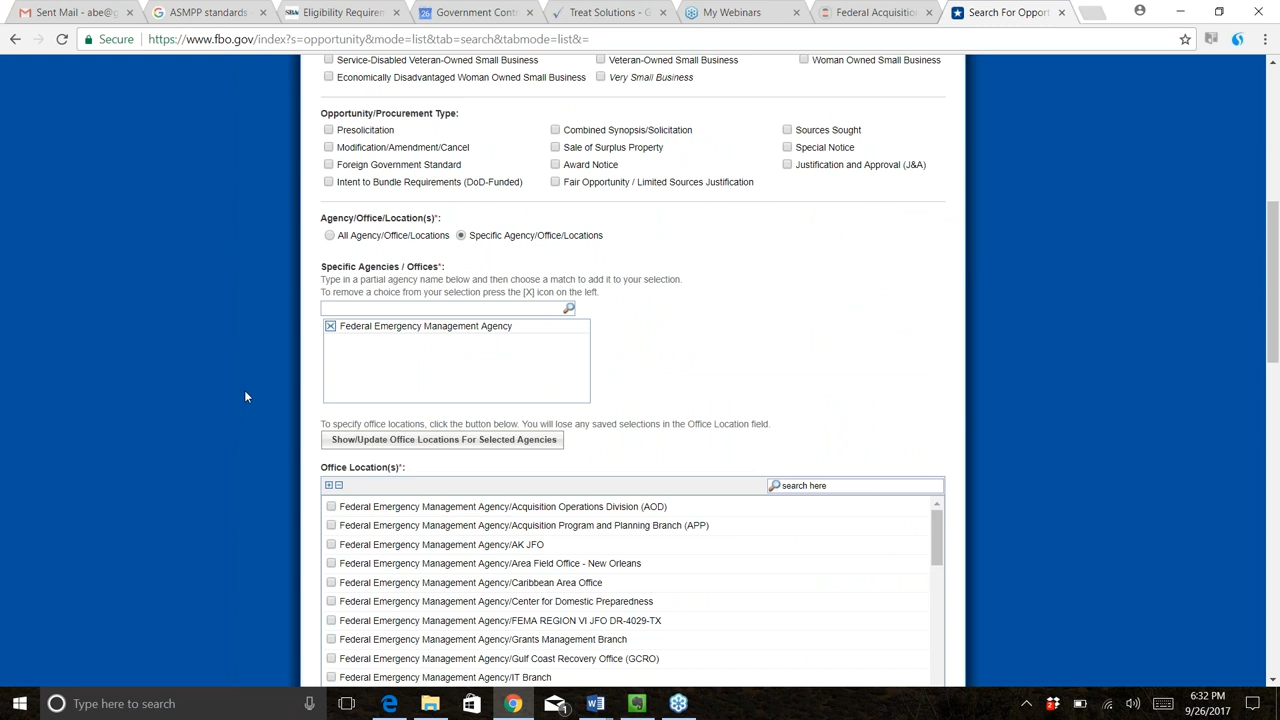 Sent Mail - abe@g
ASMPP standards
SBA Eligibility Require
26 Government Cont
Treat Solutions - G
My Webinars
Federal Acquisitio
Search For Opport
Secure https://www.fbo.gov/index?s=opportunity&mode=list&tab=search&tabmode=list&=
Service-Disabled Veteran-Owned Small Business Veteran-Owned Small Business Woman Owned Small Business
Economically Disadvantaged Woman Owned Small Business Very Small Business
Opportunity/Procurement Type:
Presolicitation Combined Synopsis/Solicitation Sources Sought
Modification/Amendment/Cancel Sale of Surplus Property Special Notice
Foreign Government Standard Award Notice Justification and Approval (J&A)
Intent to Bundle Requirements (DoD-Funded) Fair Opportunity / Limited Sources Justification
Agency/Office/Location(s)*:
All Agency/Office/Locations Specific Agency/Office/Locations
Specific Agencies / Offices*:
Type in a partial agency name below and then choose a match to add it to your selection.
To remove a choice from your selection press the [X] icon on the left.
Federal Emergency Management Agency
To specify office locations, click the button below. You will lose any saved selections in the Office Location field.
Show/Update Office Locations For Selected Agencies
Office Location(s)*:
search here
Federal Emergency Management Agency/Acquisition Operations Division (AOD)
Federal Emergency Management Agency/Acquisition Program and Planning Branch (APP)
Federal Emergency Management Agency/AK JFO
Federal Emergency Management Agency/Area Field Office - New Orleans
Federal Emergency Management Agency/Caribbean Area Office
Federal Emergency Management Agency/Center for Domestic Preparedness
Federal Emergency Management Agency/FEMA REGION VI JFO DR-4029-TX
Federal Emergency Management Agency/Grants Management Branch
Federal Emergency Management Agency/Gulf Coast Recovery Office (GCRO)
Federal Emergency Management Agency/IT Branch
Type here to search
1
6:32 PM
9/26/2017